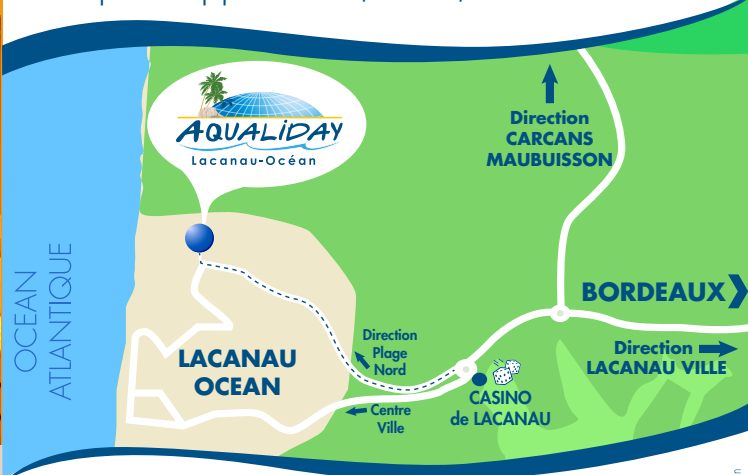 AQUALiDAY
Lacanau-Océan
Direction
CARCANS
MAUBUISSON
OCEAN
ATLANTIQUE
BORDEAUX
Direction
LACANAU VILLE
Direction
Plage
Nord
LACANAU
OCEAN
CASINO
de LACANAU
Centre
Ville